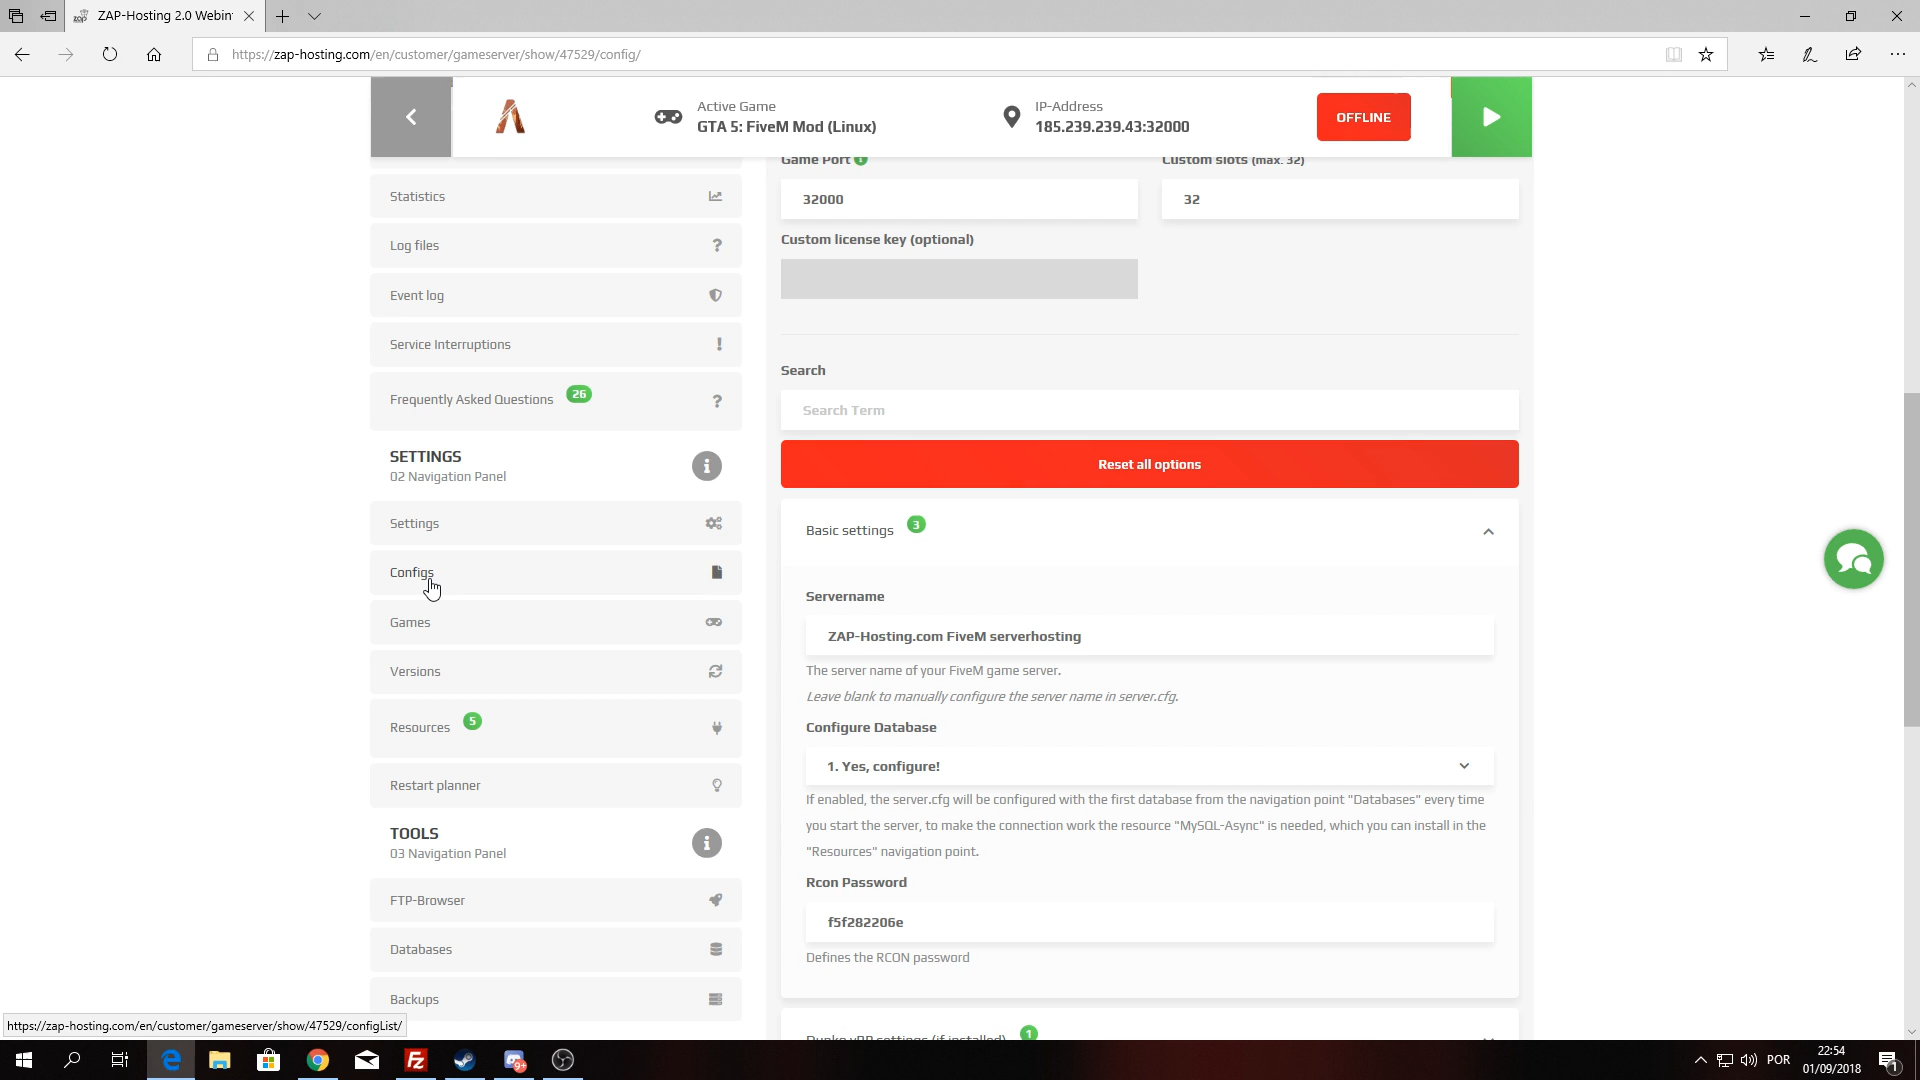 ZAP-Hosting 2.0 Webin
https://zap-hosting.com/en/customer/gameserver/show/47529/config/
Active Game
GTA 5: FiveM Mod (Linux)
IP-Address
185.239.239.43:32000
OFFLINE
Statistics
Log files
Event log
Service Interruptions
Frequently Asked Questions 26
SETTINGS
02 Navigation Panel
Settings
Configs
Games
Versions
Resources 5
Restart planner
TOOLS
03 Navigation Panel
FTP-Browser
Databases
Backups
Game Port
Custom slots (max. 32)
32000
32
Custom license key (optional)
Search
Search Term
Reset all options
Basic settings 3
Servername
ZAP-Hosting.com FiveM serverhosting
The server name of your FiveM game server.
Leave blank to manually configure the server name in server.cfg.
Configure Database
1. Yes, configure!
If enabled, the server.cfg will be configured with the first database from the navigation point "Databases" every time
you start the server, to make the connection work the resource "MySQL-Async" is needed, which you can install in the
"Resources" navigation point.
Rcon Password
f5f282206e
Defines the RCON password
1
https://zap-hosting.com/en/customer/gameserver/show/47529/configList/
POR
22:54
01/09/2018